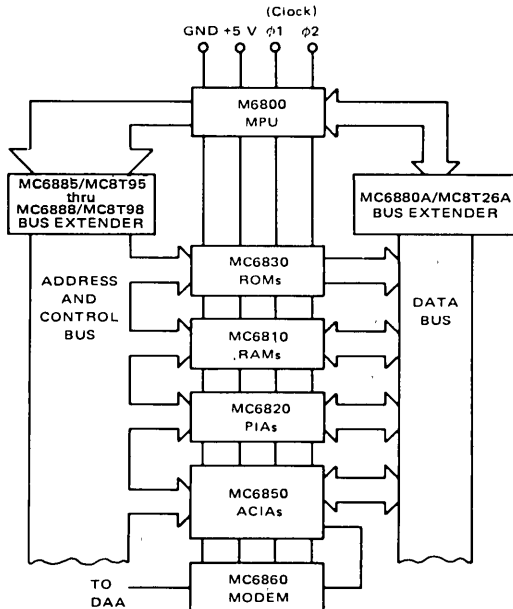 (Clock)
GND +5 V φ1 φ2
M6800
MPU
MC6885/MC8T95
thru
MC6888/MC8T98
BUS EXTENDER
MC6880A/MC8T26A
BUS EXTENDER
ADDRESS
AND
CONTROL
BUS
MC6830
ROMs
DATA
BUS
MC6810
RAMs
MC6820
PIAs
MC6850
ACIAs
TO
DAA
MC6860
MODEM